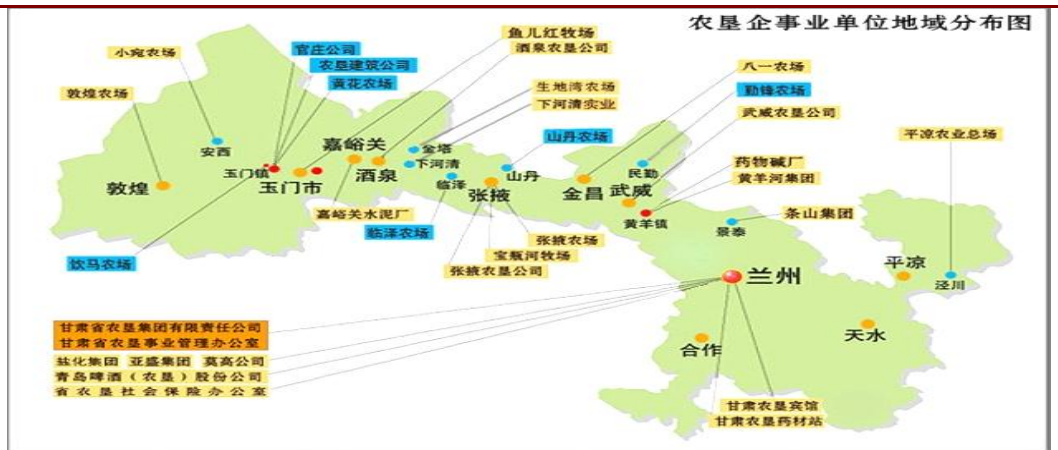 农垦企事业单位地域分布图
鱼儿红牧场
酒泉农垦公司
小宛农场
官庄公司
农垦建筑公司
黄花农场
敦煌农场
生地湾农场
下河清实业
八一农场
勤锋农场
武威农垦公司
山丹农场
平凉农业总场
安西
嘉峪关
金塔
下河清
酒泉
玉门镇
玉门市
敦煌
临泽
山丹
张掖
金昌
民勤
武威
药物碱厂
黄羊河集团
黄羊镇
条山集团
景泰
嘉峪关水泥厂
临泽农场
张掖农场
宝瓶河牧场
张掖农垦公司
饮马农场
兰州
平凉
泾川
天水
合作
甘肃省农垦集团有限责任公司
甘肃省农垦事业管理办公室
盐化集团 亚盛集团 莫高公司
青岛啤酒（农垦）股份公司
省农垦社会保险办公室
甘肃农垦宾馆
甘肃农垦药材站